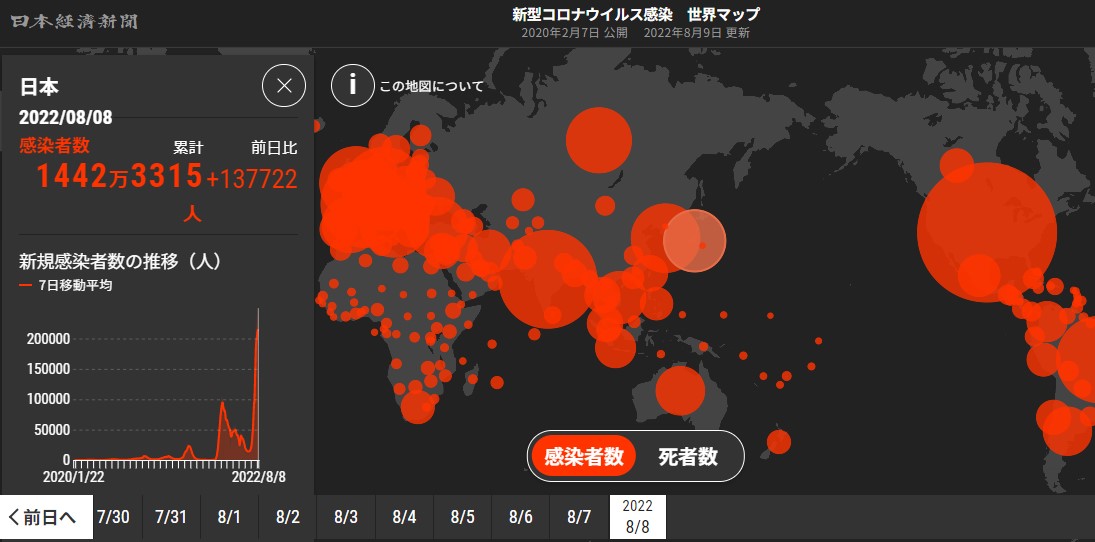 日本経済新聞
新型コロナウイルス感染 世界マップ
2020年2月7日 公開 2022年8月9日 更新
日本
2022/08/08
感染者数 累計 前日比
1442万3315人 +137722
新規感染者数の推移（人）
7日移動平均
200000
150000
100000
50000
0
2020/1/22 2022/8/8
i この地図について
感染者数 死者数
前日へ 7/30 7/31 8/1 8/2 8/3 8/4 8/5 8/6 8/7 2022 8/8